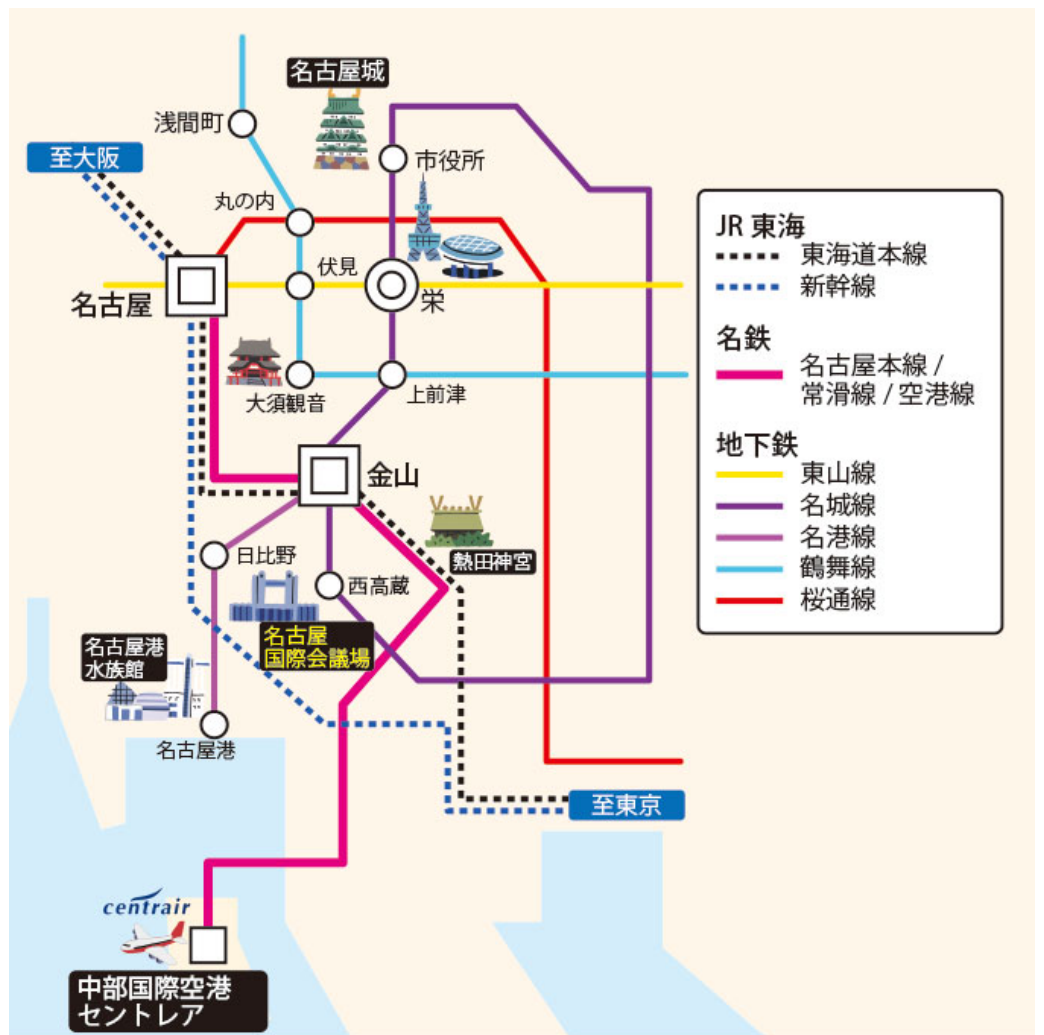 名古屋城
浅間町
至大阪
市役所
丸の内
伏見
名古屋
栄
大須観音
上前津
金山
熱田神宮
日比野
西高蔵
名古屋
国際会議場
名古屋港
水族館
名古屋港
至東京
centrair
中部国際空港
セントレア
JR 東海
東海道本線
新幹線
名鉄
名古屋本線 /
常滑線 / 空港線
地下鉄
東山線
名城線
名港線
鶴舞線
桜通線